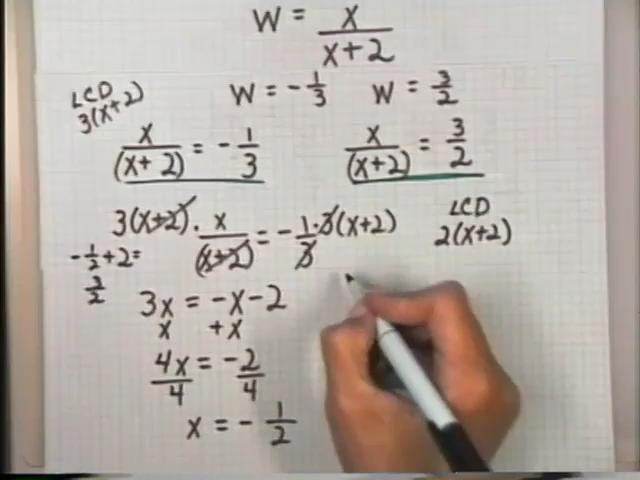 W = x/(x+2)
W = -1/3 W = 3/2
LCD
3(x+2)
x/(x+2) = -1/3
x/(x+2) = 3/2
3(x+2) · x/(x+2) = -1/3 · 3(x+2)
LCD
2(x+2)
-1/2+2=
3/2
3x = -x-2
x +x
4x/4 = -2/4
x = -1/2